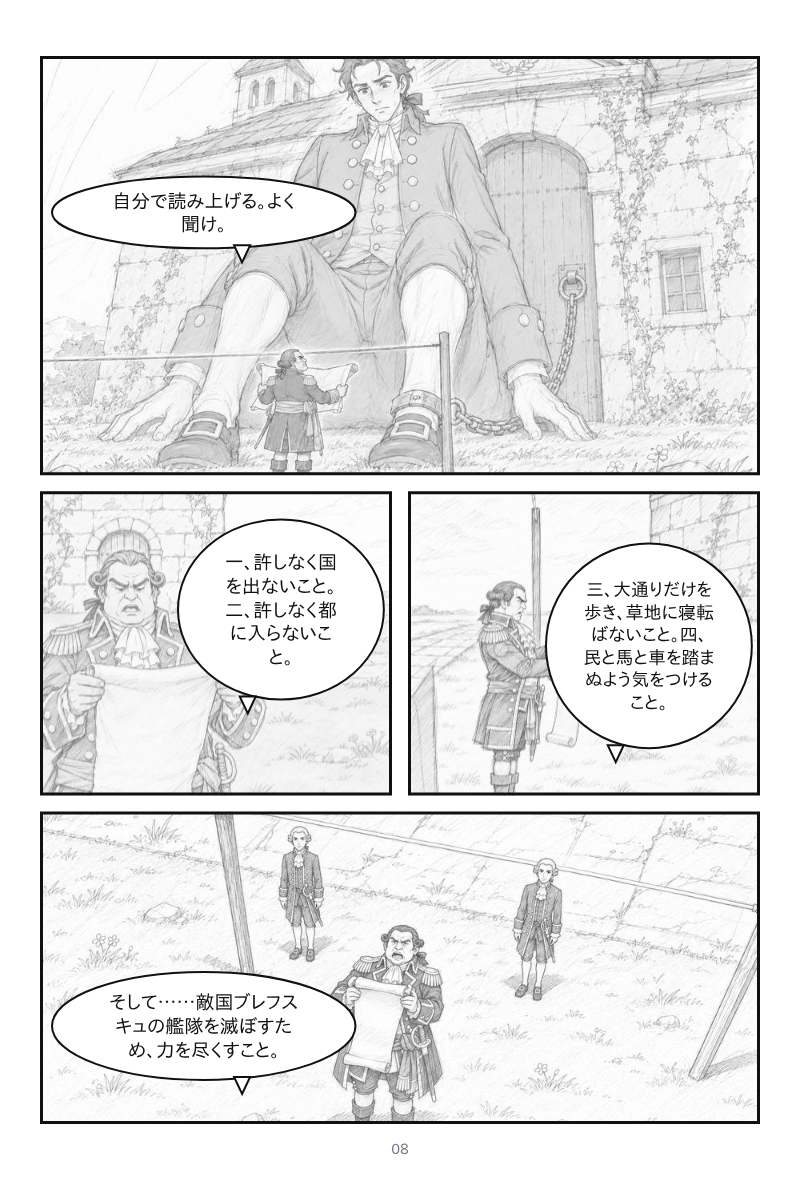 自分で読み上げる。よく
聞け。
一、許しなく国
を出ないこと。
二、許しなく都
に入らないこ
と。
三、大通りだけを
歩き、草地に寝転
ばないこと。四、
民と馬と車を踏ま
ぬよう気をつける
こと。
そして……敵国ブレフス
キュの艦隊を滅ぼすた
め、力を尽くすこと。
08